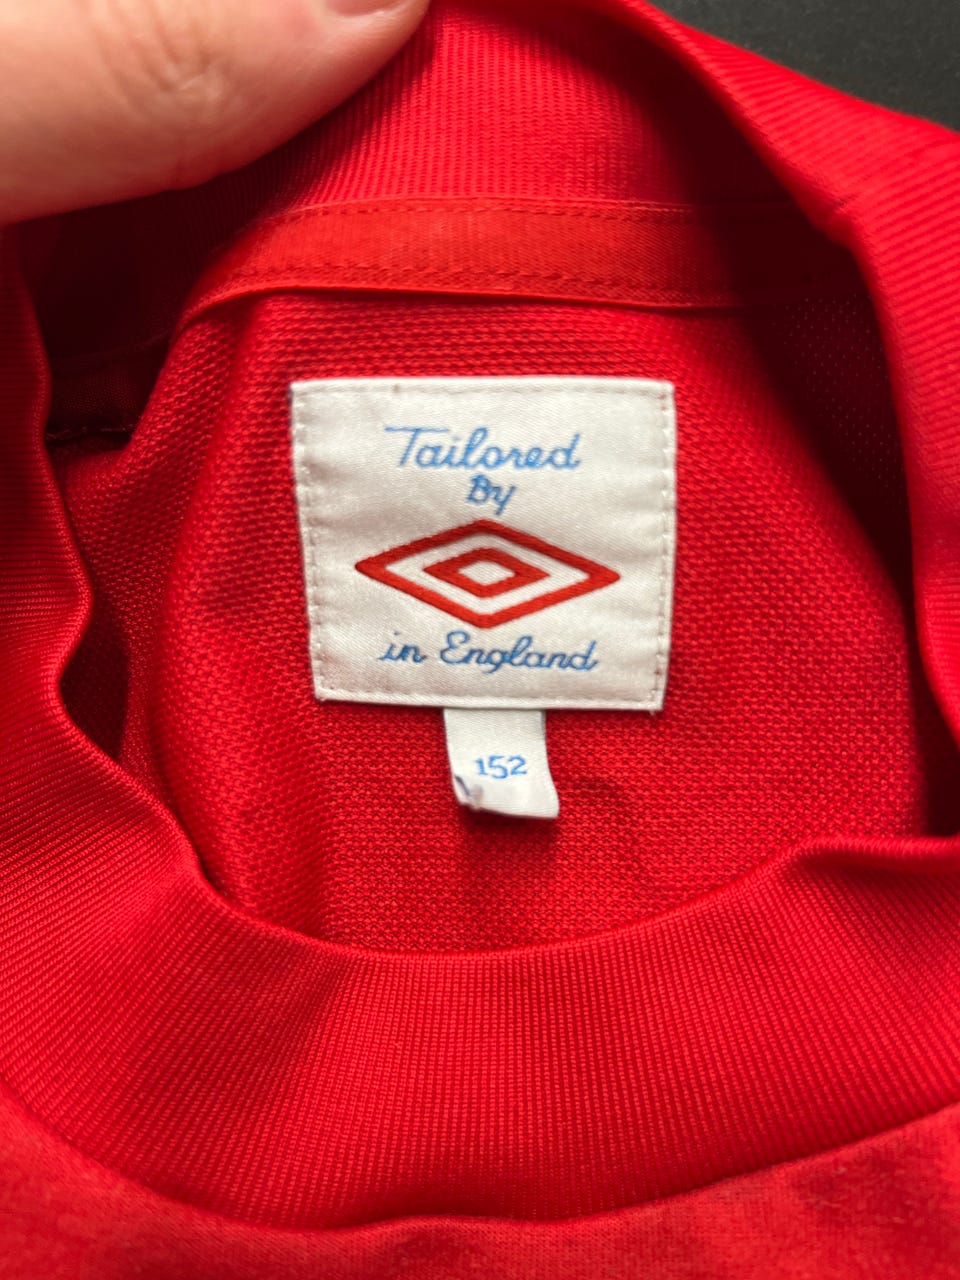 Tailored
By
in England
152